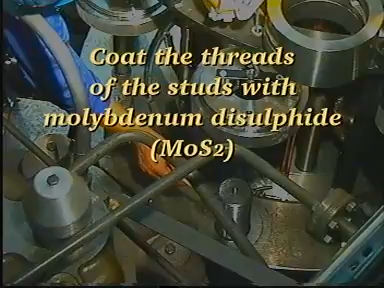 Coat the threads
of the studs with
molybdenum disulphide
(MoS2)